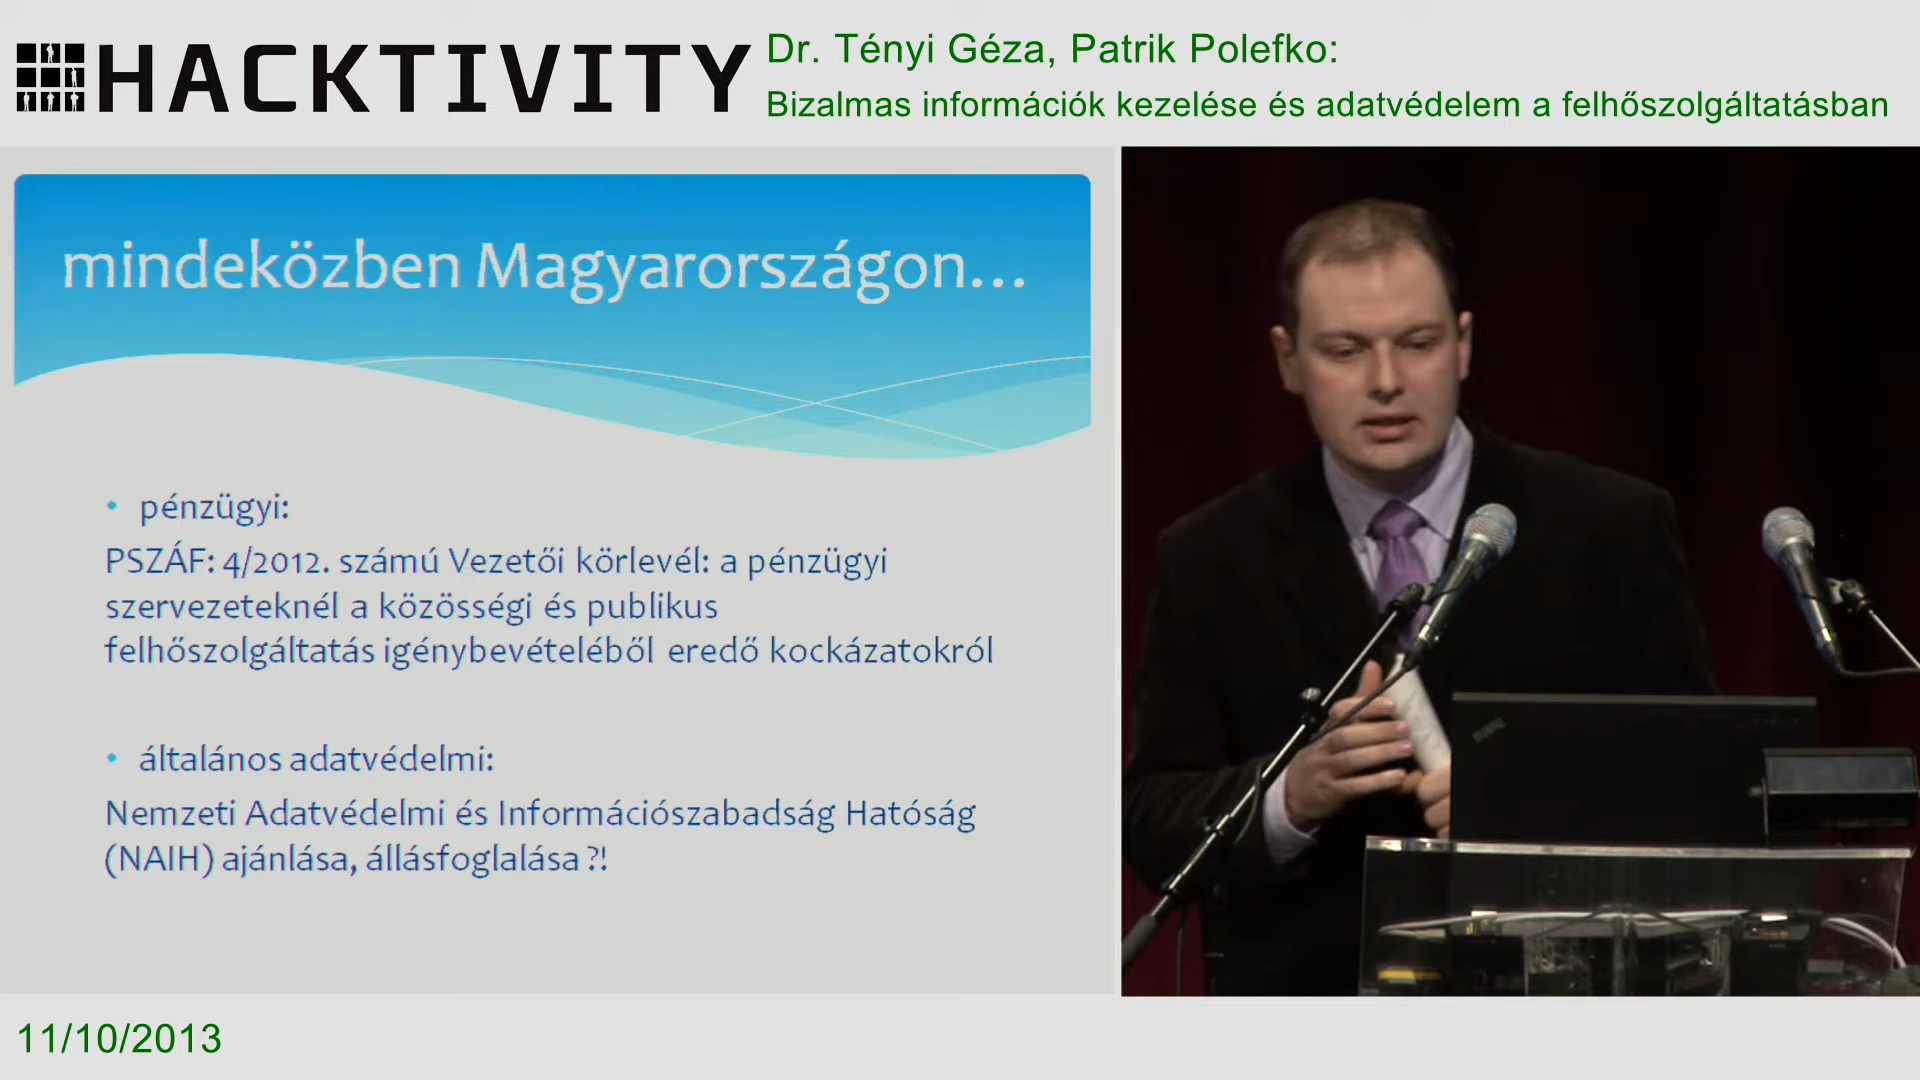 HACKTIVITY
Dr. Tényi Géza, Patrik Polefko:
Bizalmas információk kezelése és adatvédelem a felhőszolgáltatásban
mindeközben Magyarországon...
• pénzügyi:
PSZÁF: 4/2012. számú Vezetői körlevél: a pénzügyi
szervezeteknél a közösségi és publikus
felhőszolgáltatás igénybevételéből eredő kockázatokról
• általános adatvédelmi:
Nemzeti Adatvédelmi és Információszabadság Hatóság
(NAIH) ajánlása, állásfoglalása ?!
11/10/2013